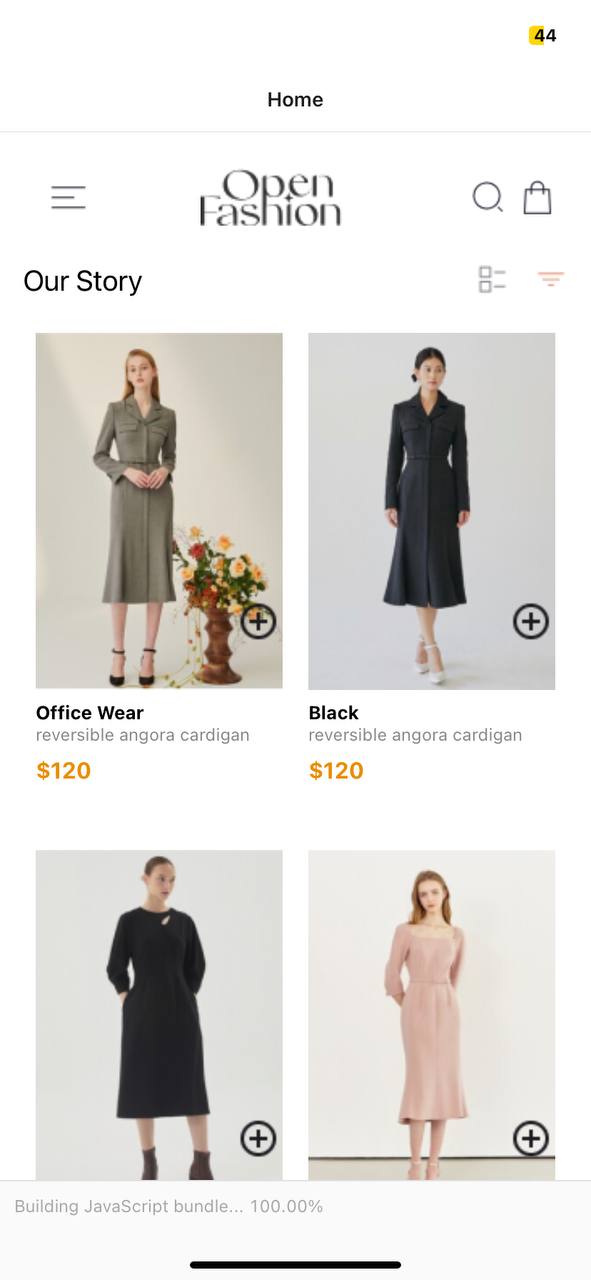 44
Home
Open
Fashion
Our Story
Office Wear
reversible angora cardigan
$120
Black
reversible angora cardigan
$120
Building JavaScript bundle... 100.00%